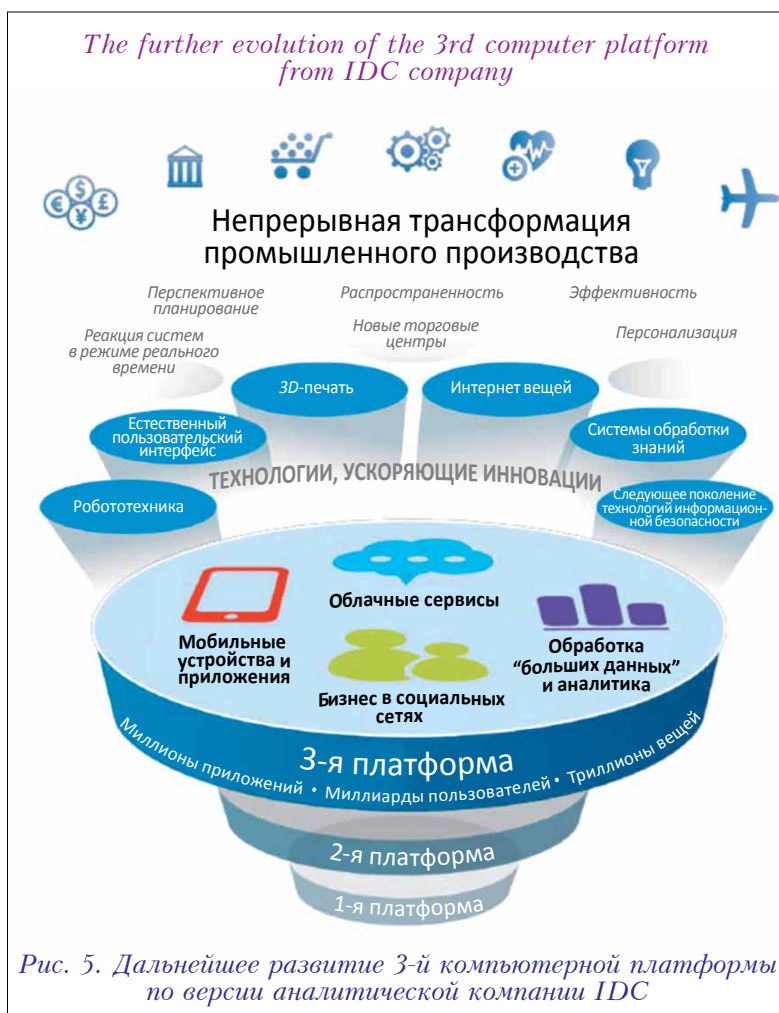 The further evolution of the 3rd computer platform
from IDC company
€ $ £ ¥
Непрерывная трансформация
промышленного производства
Перспективное
планирование
Распространенность
Эффективность
Реакция систем
в режиме реального
времени
Новые торговые
центры
Персонализация
3D-печать
Интернет вещей
Естественный
пользовательский
интерфейс
Системы обработки
знаний
ТЕХНОЛОГИИ, УСКОРЯЮЩИЕ ИННОВАЦИИ
Робототехника
Следующее поколение
технологий информацион-
ной безопасности
Облачные сервисы
Мобильные
устройства и
приложения
Обработка
“больших данных”
и аналитика
Бизнес в социальных
сетях
3-я платформа
Миллионы приложений • Миллиарды пользователей • Триллионы вещей
2-я платформа
1-я платформа
Рис. 5. Дальнейшее развитие 3-й компьютерной платформы
по версии аналитической компании IDC